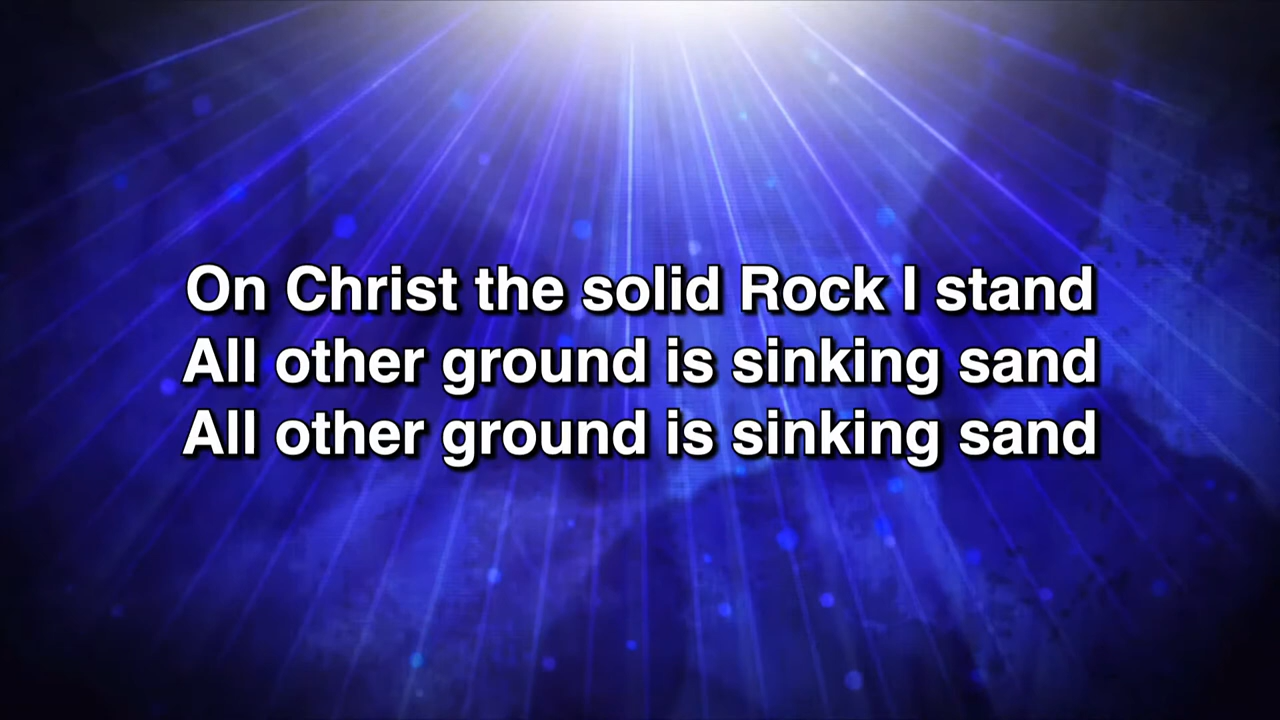 On Christ the solid Rock I stand
All other ground is sinking sand
All other ground is sinking sand